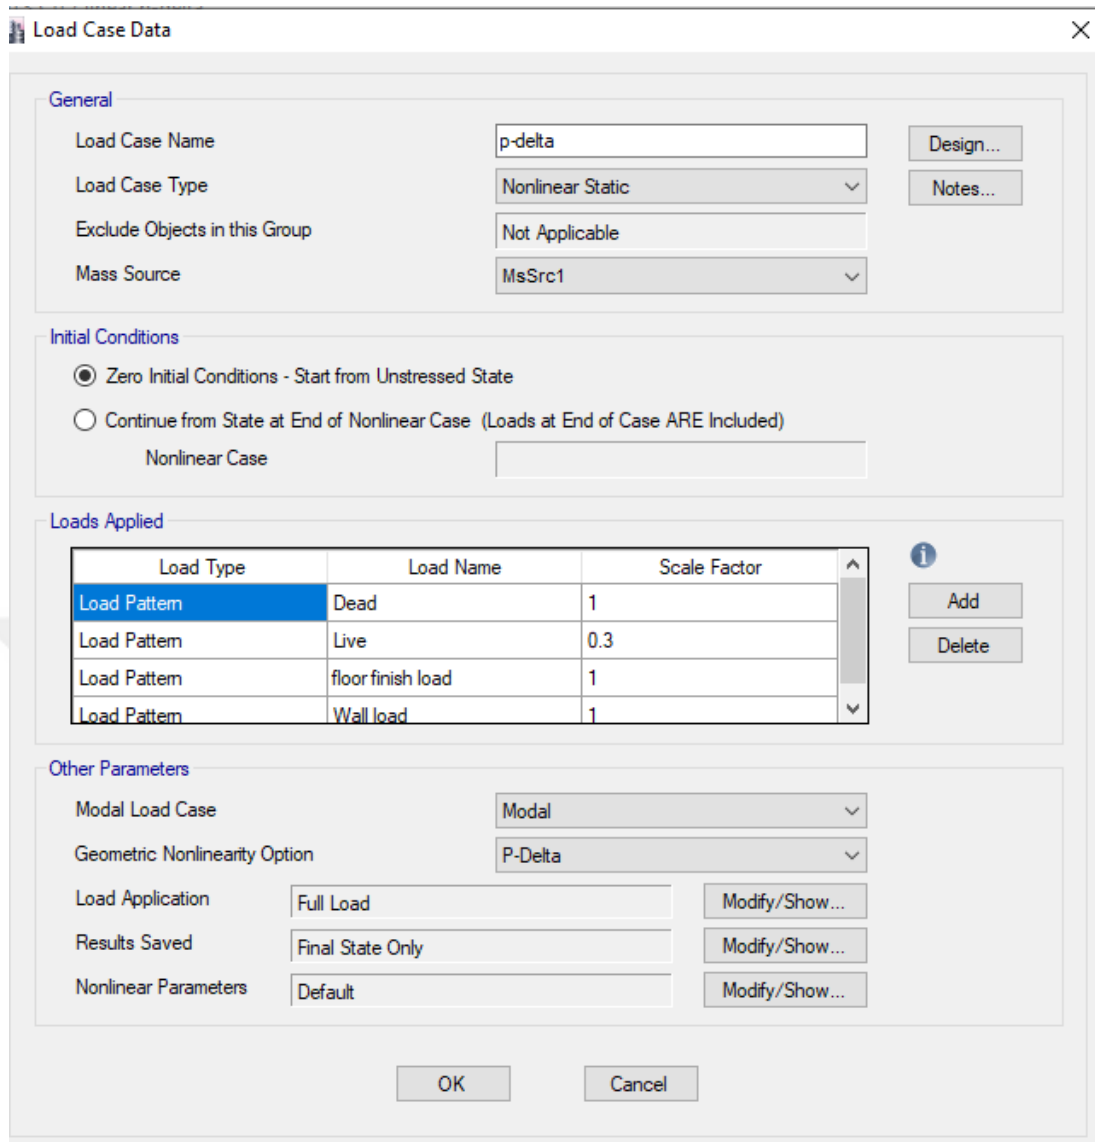 Load Case Data
General
Load Case Name p-delta Design...
Load Case Type Nonlinear Static Notes...
Exclude Objects in this Group Not Applicable
Mass Source MsSrc1
Initial Conditions
Zero Initial Conditions - Start from Unstressed State
Continue from State at End of Nonlinear Case (Loads at End of Case ARE Included)
Nonlinear Case
Loads Applied
Load Type Load Name Scale Factor
Load Pattern Dead 1 Add
Load Pattern Live 0.3 Delete
Load Pattern floor finish load 1
Load Pattern Wall load 1
Other Parameters
Modal Load Case Modal
Geometric Nonlinearity Option P-Delta
Load Application Full Load Modify/Show...
Results Saved Final State Only Modify/Show...
Nonlinear Parameters Default Modify/Show...
OK Cancel